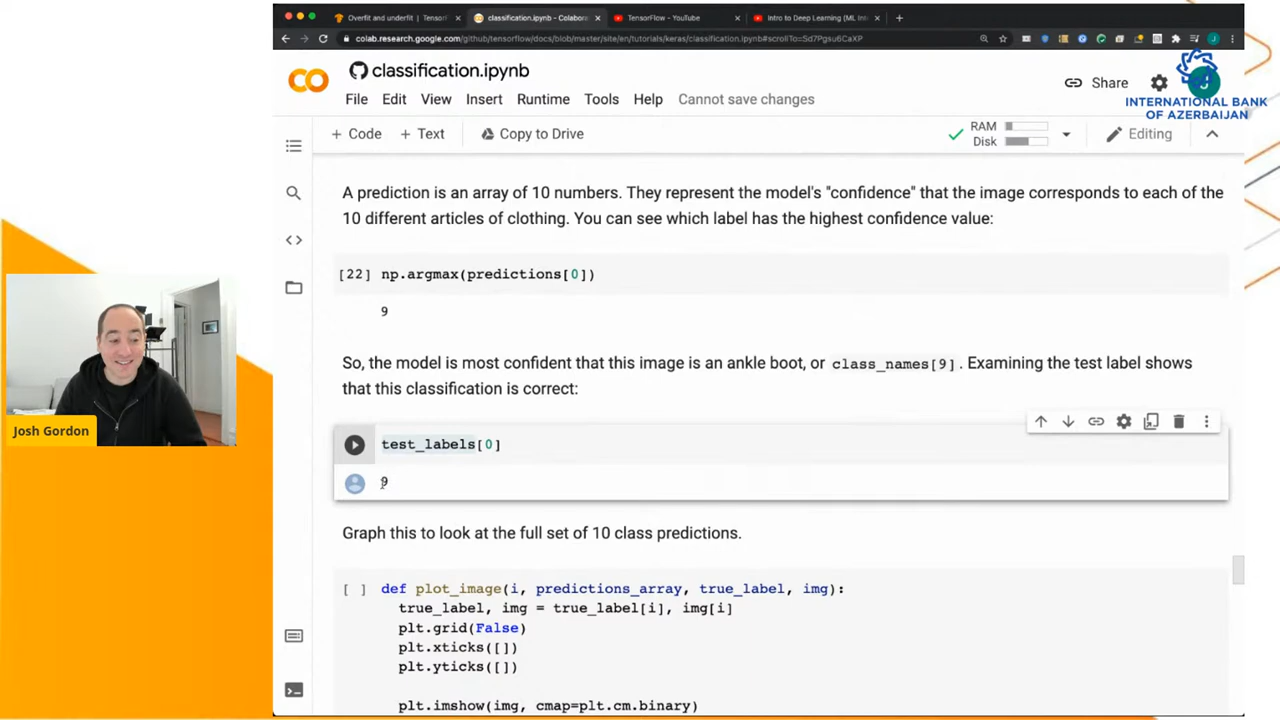 Overfit and underfit | Tensorf
classification.ipynb - Colabora
TensorFlow - YouTube
Intro to Deep Learning (ML
colab.research.google.com/github/tensorflow/docs/blob/master/site/en/tutorials/keras/classification.ipynb#scrollTo=Sd7Pgsu6CaXP
classification.ipynb
Share
INTERNATIONAL BANK
OF AZERBAIJAN
File Edit View Insert Runtime Tools Help Cannot save changes
+ Code + Text Copy to Drive
RAM
Disk
Editing
A prediction is an array of 10 numbers. They represent the model's "confidence" that the image corresponds to each of the
10 different articles of clothing. You can see which label has the highest confidence value:
[22] np.argmax(predictions[0])
9
So, the model is most confident that this image is an ankle boot, or class_names[9]. Examining the test label shows
that this classification is correct:
test_labels[0]
9
Josh Gordon
Graph this to look at the full set of 10 class predictions.
[ ] def plot_image(i, predictions_array, true_label, img):
true_label, img = true_label[i], img[i]
plt.grid(False)
plt.xticks([])
plt.yticks([])
plt.imshow(img, cmap=plt.cm.binary)